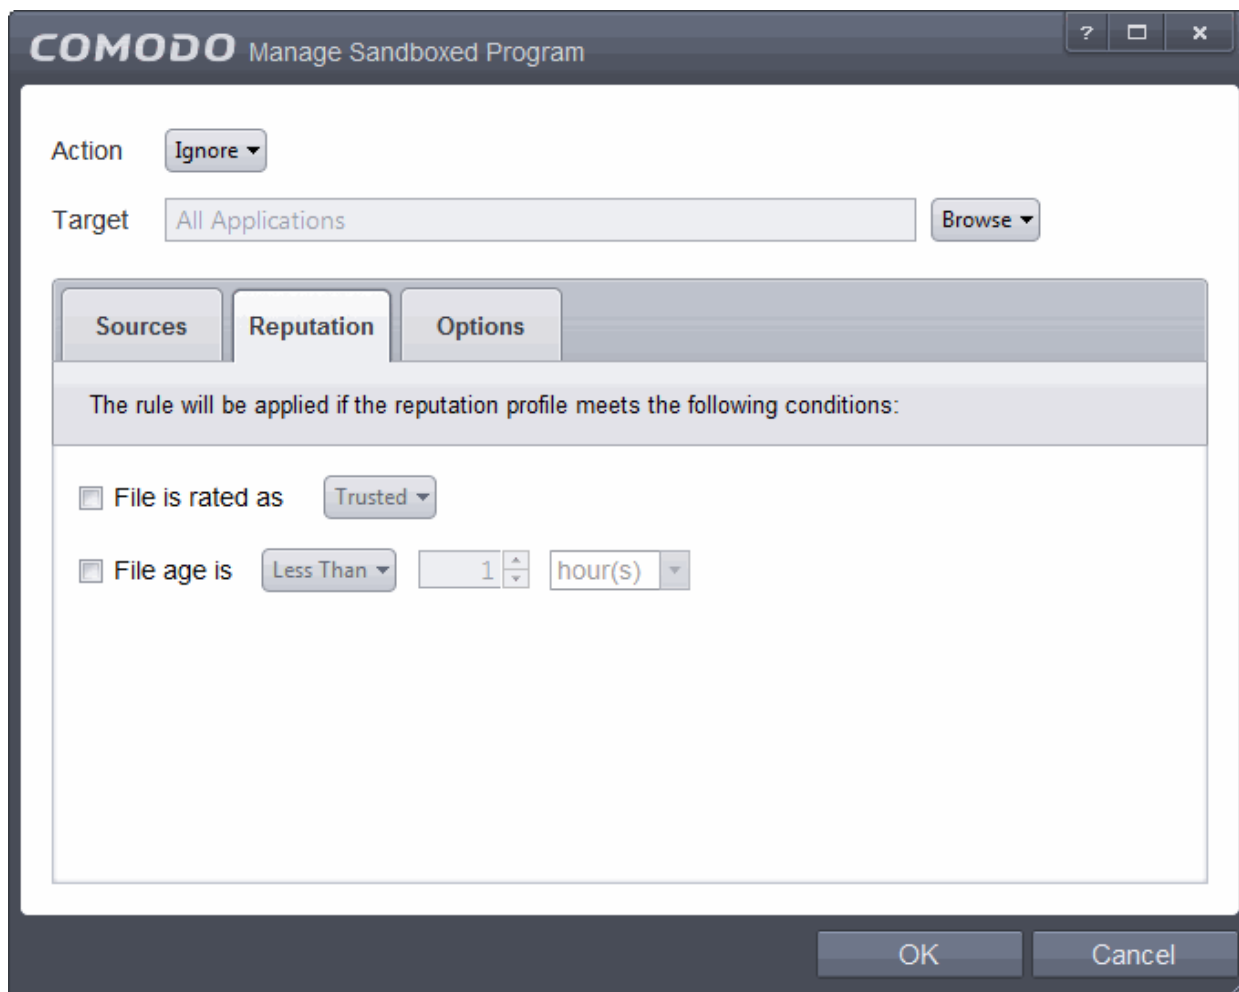 COMODO Manage Sandboxed Program
?
Action Ignore
Target All Applications Browse
Sources Reputation Options
The rule will be applied if the reputation profile meets the following conditions:
File is rated as Trusted
File age is Less Than 1 hour(s)
OK Cancel